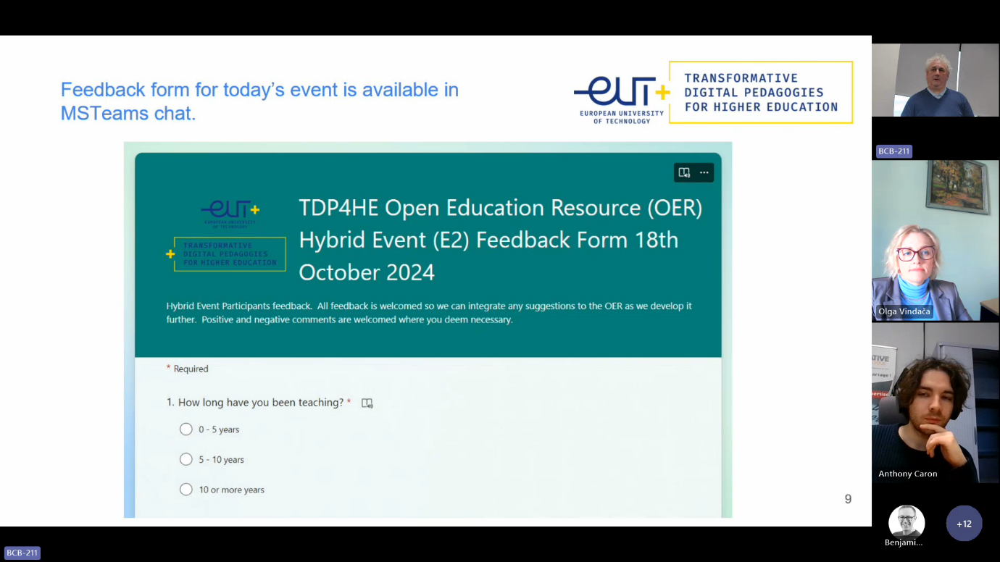 Feedback form for today's event is available in
MSTeams chat.
EUT+
EUROPEAN UNIVERSITY
OF TECHNOLOGY
TRANSFORMATIVE
DIGITAL PEDAGOGIES
FOR HIGHER EDUCATION
EUT+
EUROPEAN UNIVERSITY
OF TECHNOLOGY
TRANSFORMATIVE
DIGITAL PEDAGOGIES
FOR HIGHER EDUCATION
TDP4HE Open Education Resource (OER)
Hybrid Event (E2) Feedback Form 18th
October 2024
Hybrid Event Participants feedback. All feedback is welcomed so we can integrate any suggestions to the OER as we develop it
further. Positive and negative comments are welcomed where you deem necessary.
* Required
1. How long have you been teaching? *
0 - 5 years
5 - 10 years
10 or more years
9
BCB-211
BCB-211
Olga Vindača
Anthony Caron
Benjami...
+12